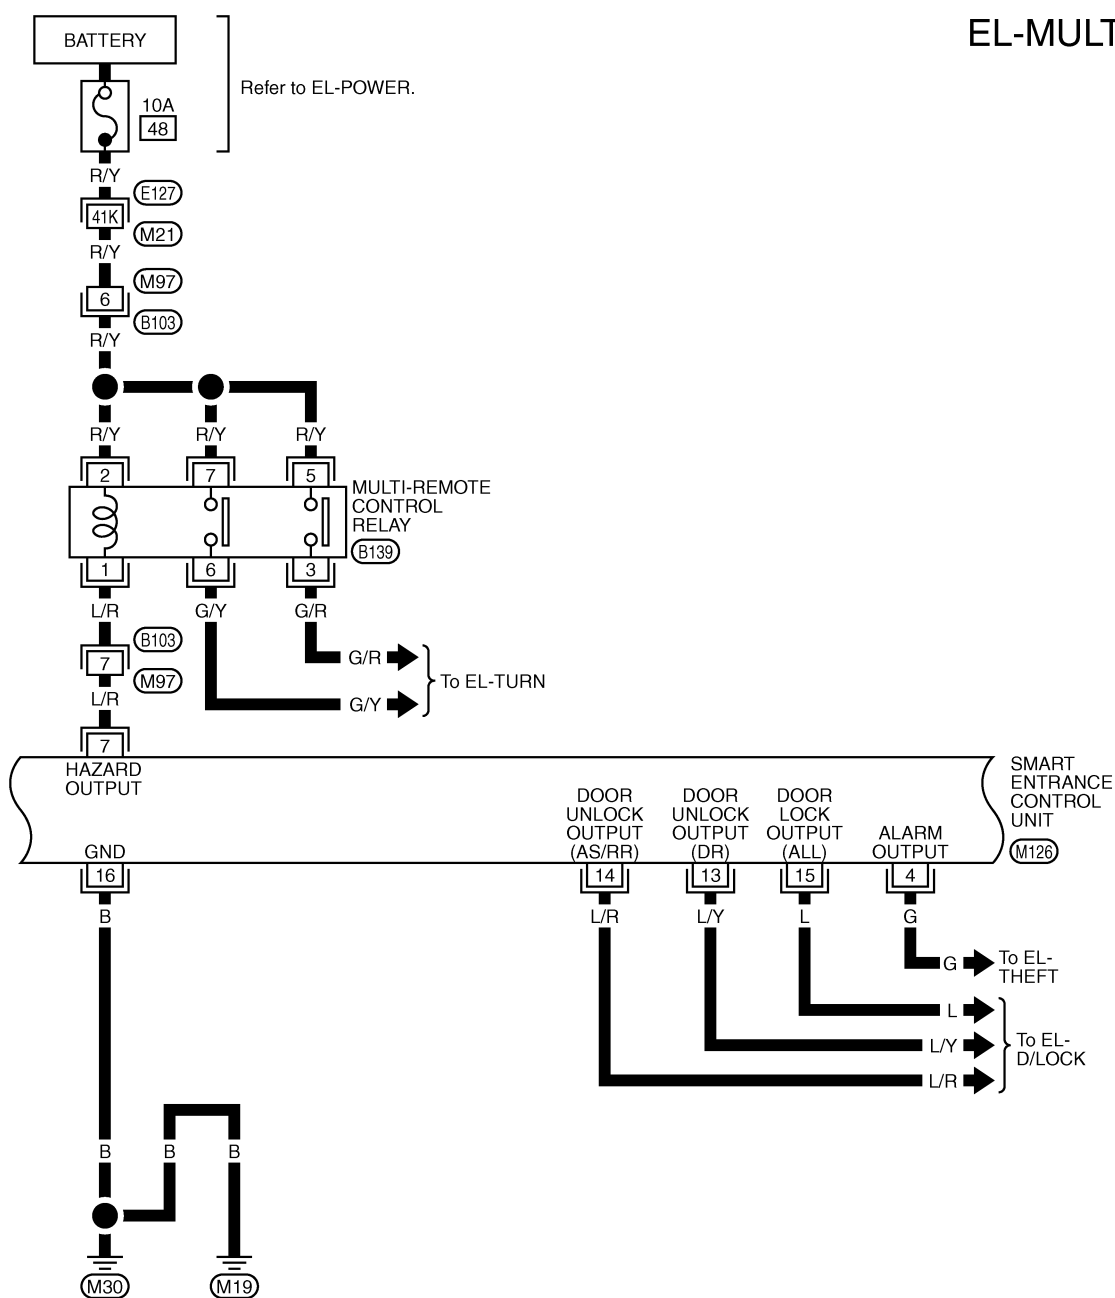 EL-MULT
BATTERY
Refer to EL-POWER.
10A
48
R/Y
E127
41K
M21
R/Y
M97
6
B103
R/Y
R/Y R/Y R/Y
2 7 5
MULTI-REMOTE
CONTROL
RELAY
B139
1 6 3
L/R G/Y G/R
B103
7
M97
L/R
G/R
To EL-TURN
G/Y
7
HAZARD
OUTPUT
SMART
ENTRANCE
CONTROL
UNIT
M126
GND
DOOR
UNLOCK
OUTPUT
(AS/RR)
DOOR
UNLOCK
OUTPUT
(DR)
DOOR
LOCK
OUTPUT
(ALL)
ALARM
OUTPUT
16 14 13 15 4
B L/R L/Y L G
G
To EL-
THEFT
L
L/Y
To EL-
D/LOCK
L/R
B B B
M30 M19